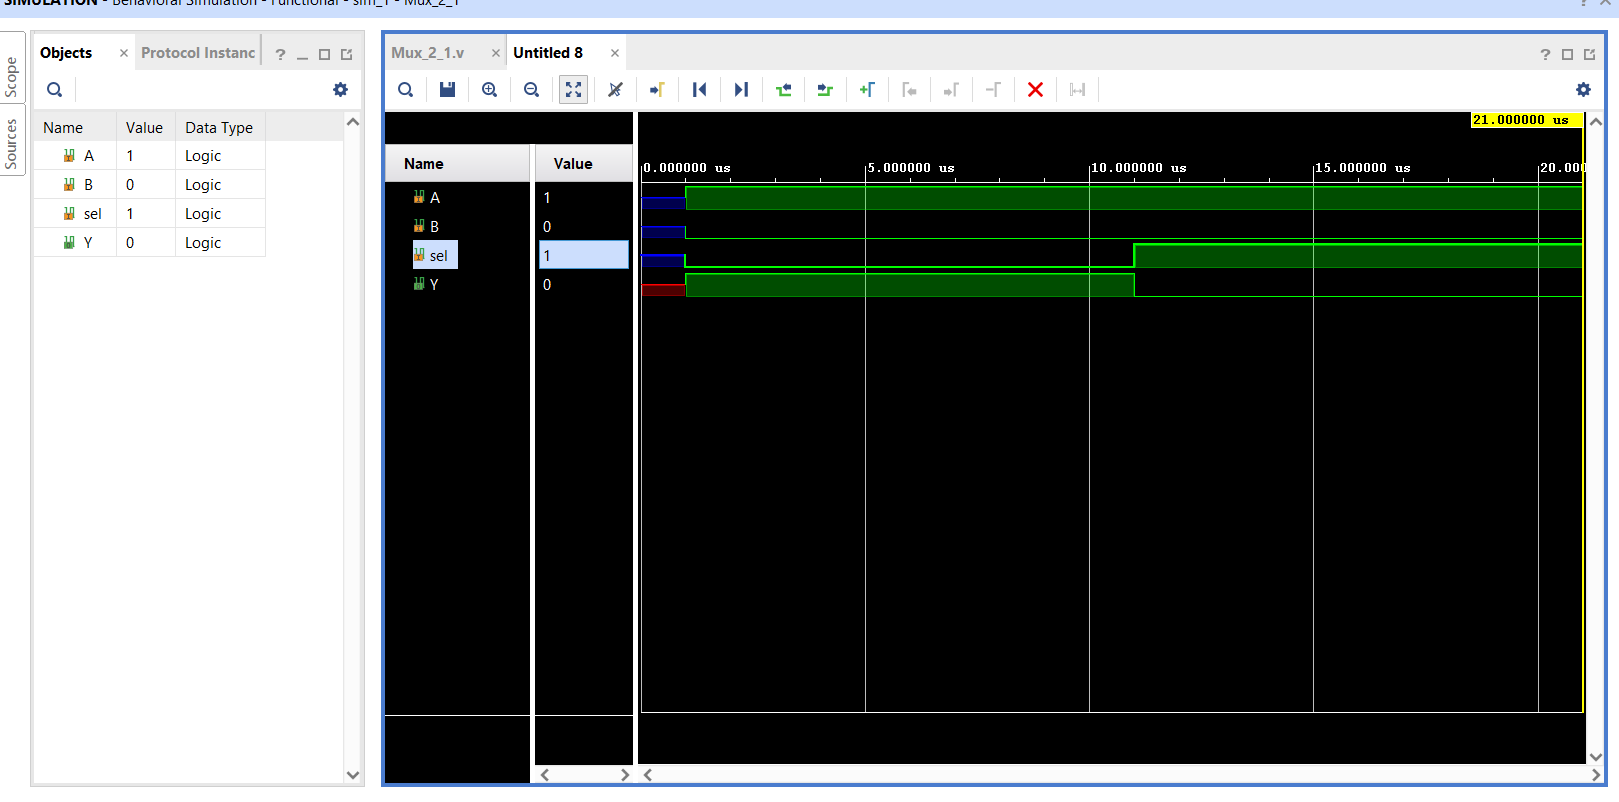 SIMULATION - Behavioral Simulation - Functional - sim_1 - Mux_2_1
? ×
Scope
Sources
Objects × Protocol Instanc ?
Name Value Data Type
A 1 Logic
B 0 Logic
sel 1 Logic
Y 0 Logic
Mux_2_1.v × Untitled 8 × ?
21.000000 us
Name Value
0.000000 us 5.000000 us 10.000000 us 15.000000 us 20.00
A 1
B 0
sel 1
Y 0